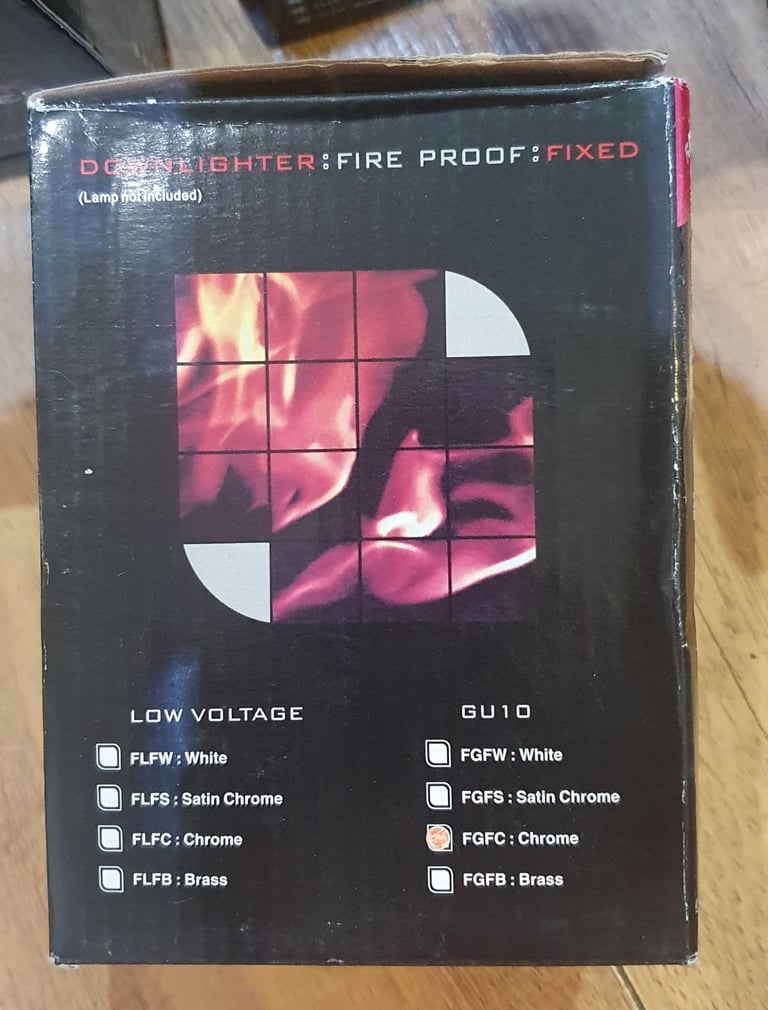 DOWNLIGHTER:FIRE PROOF:FIXED
(Lamp not included)
LOW VOLTAGE
FLFW : White
FLFS : Satin Chrome
FLFC : Chrome
FLFB : Brass
GU10
FGFW : White
FGFS : Satin Chrome
FGFC : Chrome
FGFB : Brass